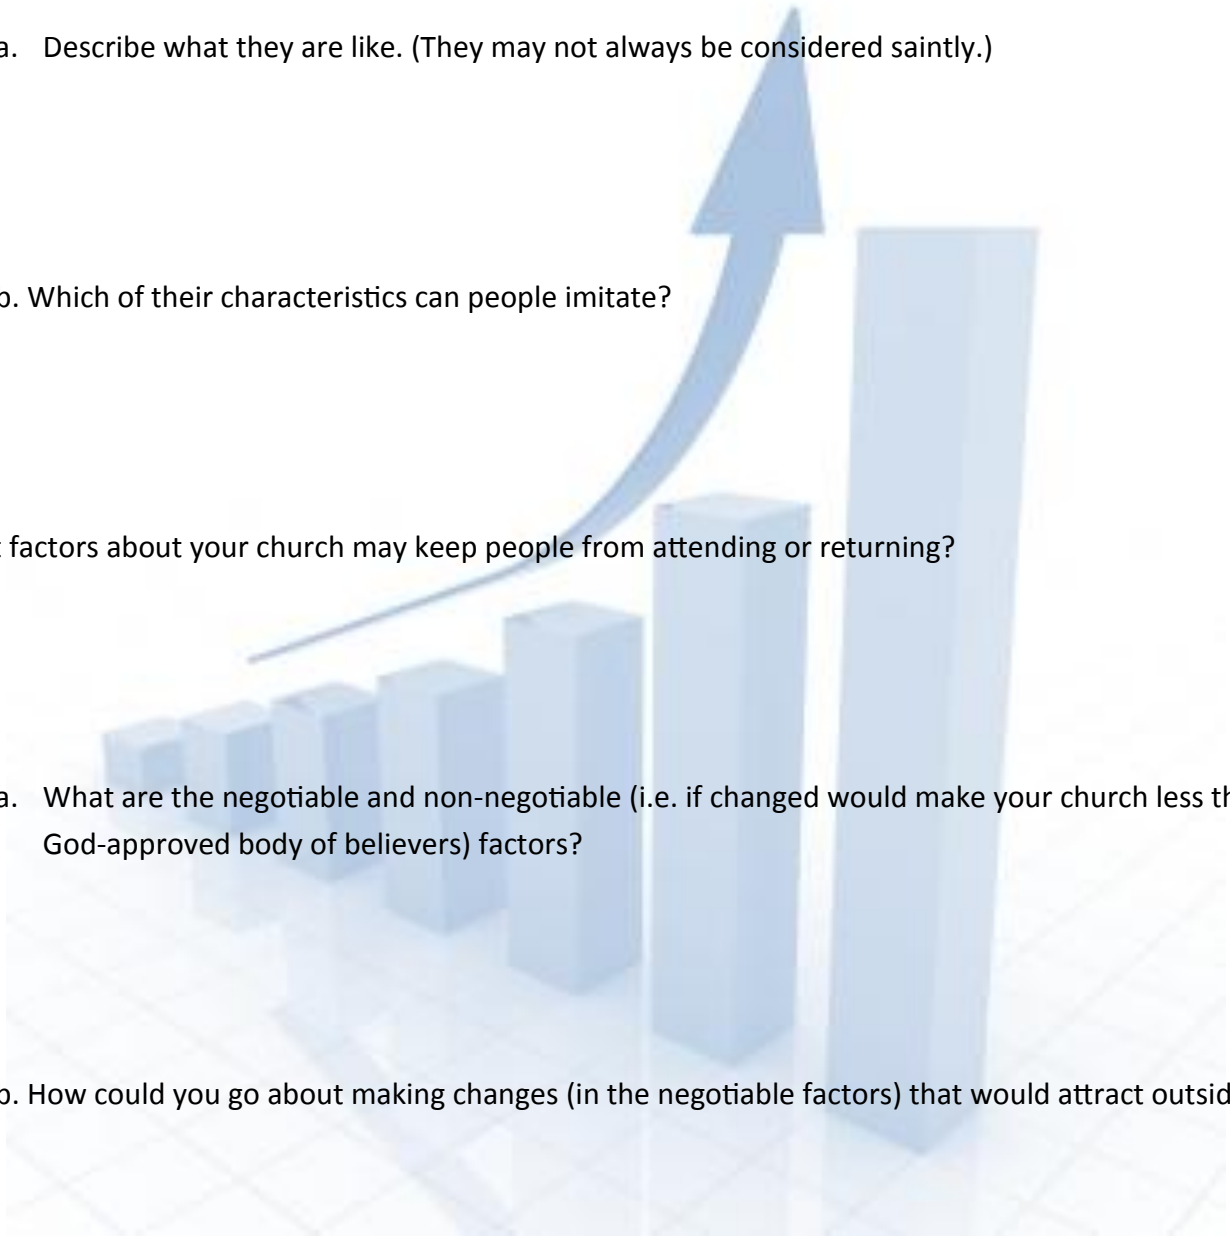 a. Describe what they are like. (They may not always be considered saintly.)
b. Which of their characteristics can people imitate?
factors about your church may keep people from attending or returning?
a. What are the negotiable and non-negotiable (i.e. if changed would make your church less
God-approved body of believers) factors?
b. How could you go about making changes (in the negotiable factors) that would attract